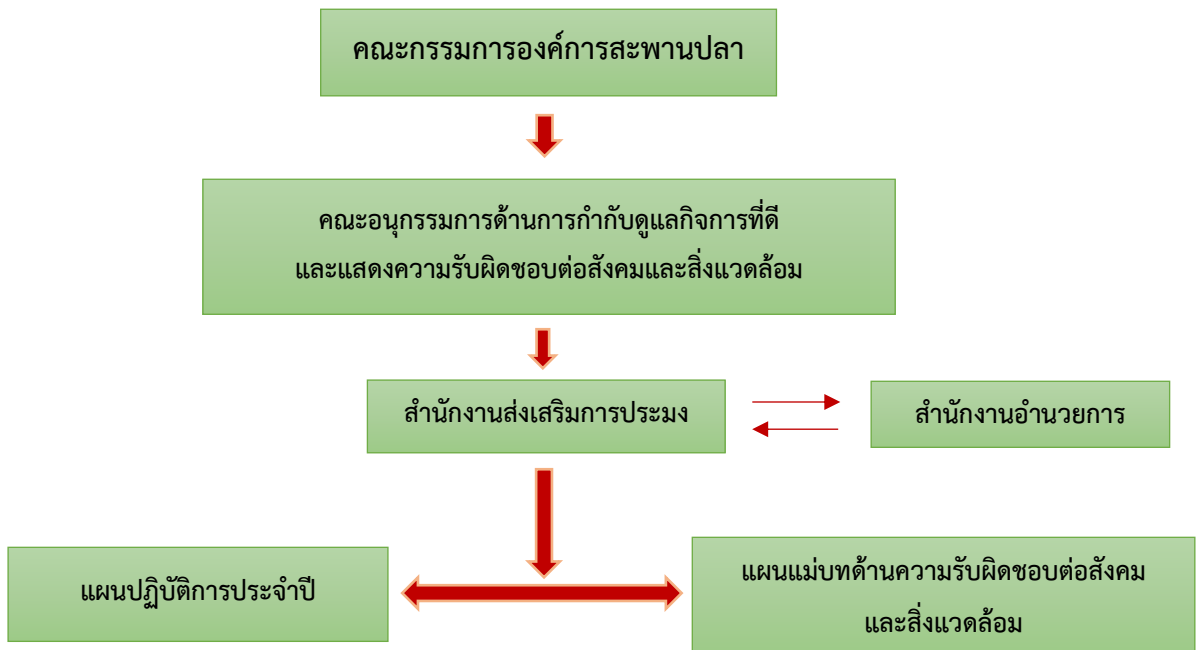 คณะกรรมการองค์การสะพานปลา
คณะอนุกรรมการด้านการกำกับดูแลกิจการที่ดี
และแสดงความรับผิดชอบต่อสังคมและสิ่งแวดล้อม
สำนักงานส่งเสริมการประมง
สำนักงานอำนวยการ
แผนปฏิบัติการประจำปี
แผนแม่บทด้านความรับผิดชอบต่อสังคม
และสิ่งแวดล้อม